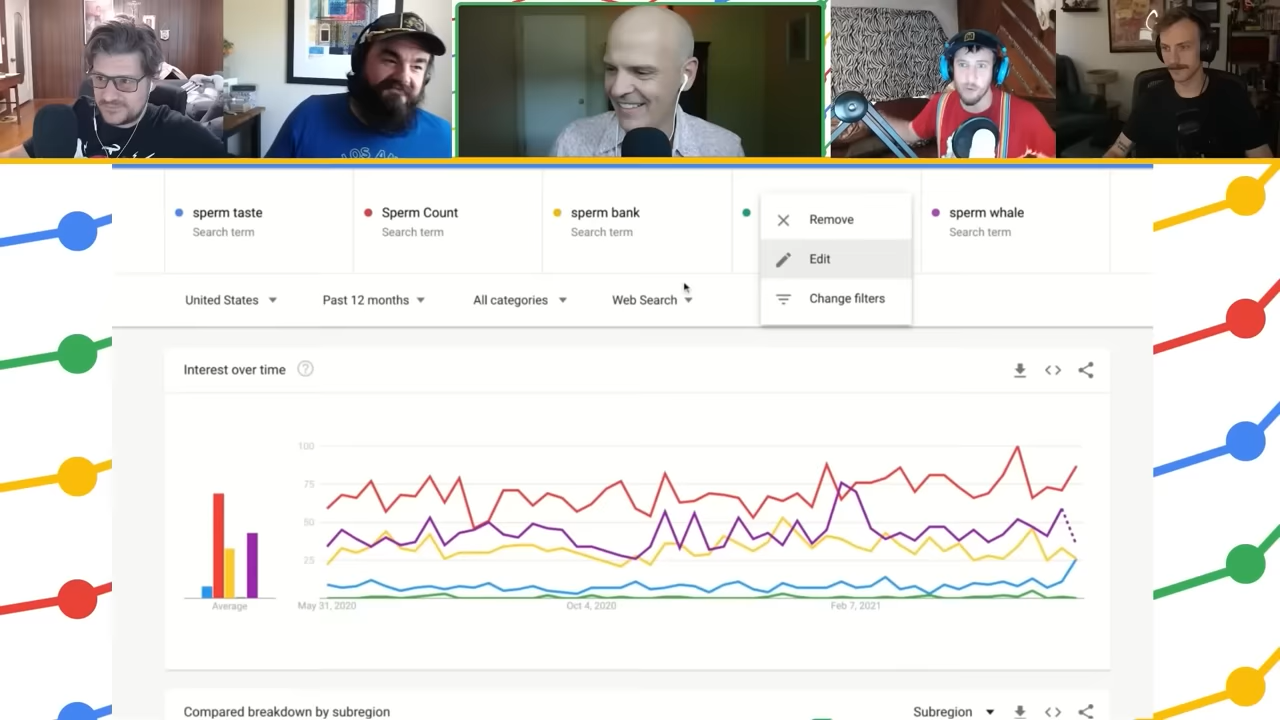 LOS AN
sperm taste
Search term
Sperm Count
Search term
sperm bank
Search term
Remove
Edit
Change filters
sperm whale
Search term
United States
Past 12 months
All categories
Web Search
Interest over time
?
100
75
50
25
Average
May 31, 2020
Oct 4, 2020
Feb 7, 2021
Compared breakdown by subregion
Subregion